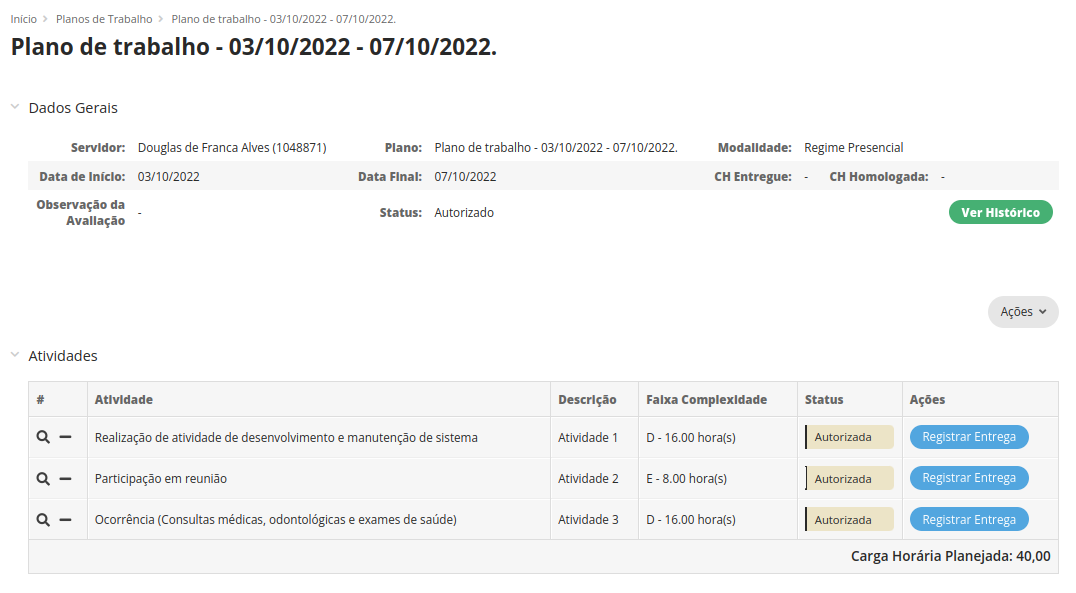 Início > Planos de Trabalho > Plano de trabalho - 03/10/2022 - 07/10/2022.
Plano de trabalho - 03/10/2022 - 07/10/2022.
Dados Gerais
Servidor: Douglas de Franca Alves (1048871) Plano: Plano de trabalho - 03/10/2022 - 07/10/2022. Modalidade: Regime Presencial
Data de Início: 03/10/2022 Data Final: 07/10/2022 CH Entregue: - CH Homologada: -
Observação da
Avaliação - Status: Autorizado Ver Histórico
Ações
Atividades
# Atividade Descrição Faixa Complexidade Status Ações
Realização de atividade de desenvolvimento e manutenção de sistema Atividade 1 D - 16.00 hora(s) Autorizada Registrar Entrega
Participação em reunião Atividade 2 E - 8.00 hora(s) Autorizada Registrar Entrega
Ocorrência (Consultas médicas, odontológicas e exames de saúde) Atividade 3 D - 16.00 hora(s) Autorizada Registrar Entrega
Carga Horária Planejada: 40,00